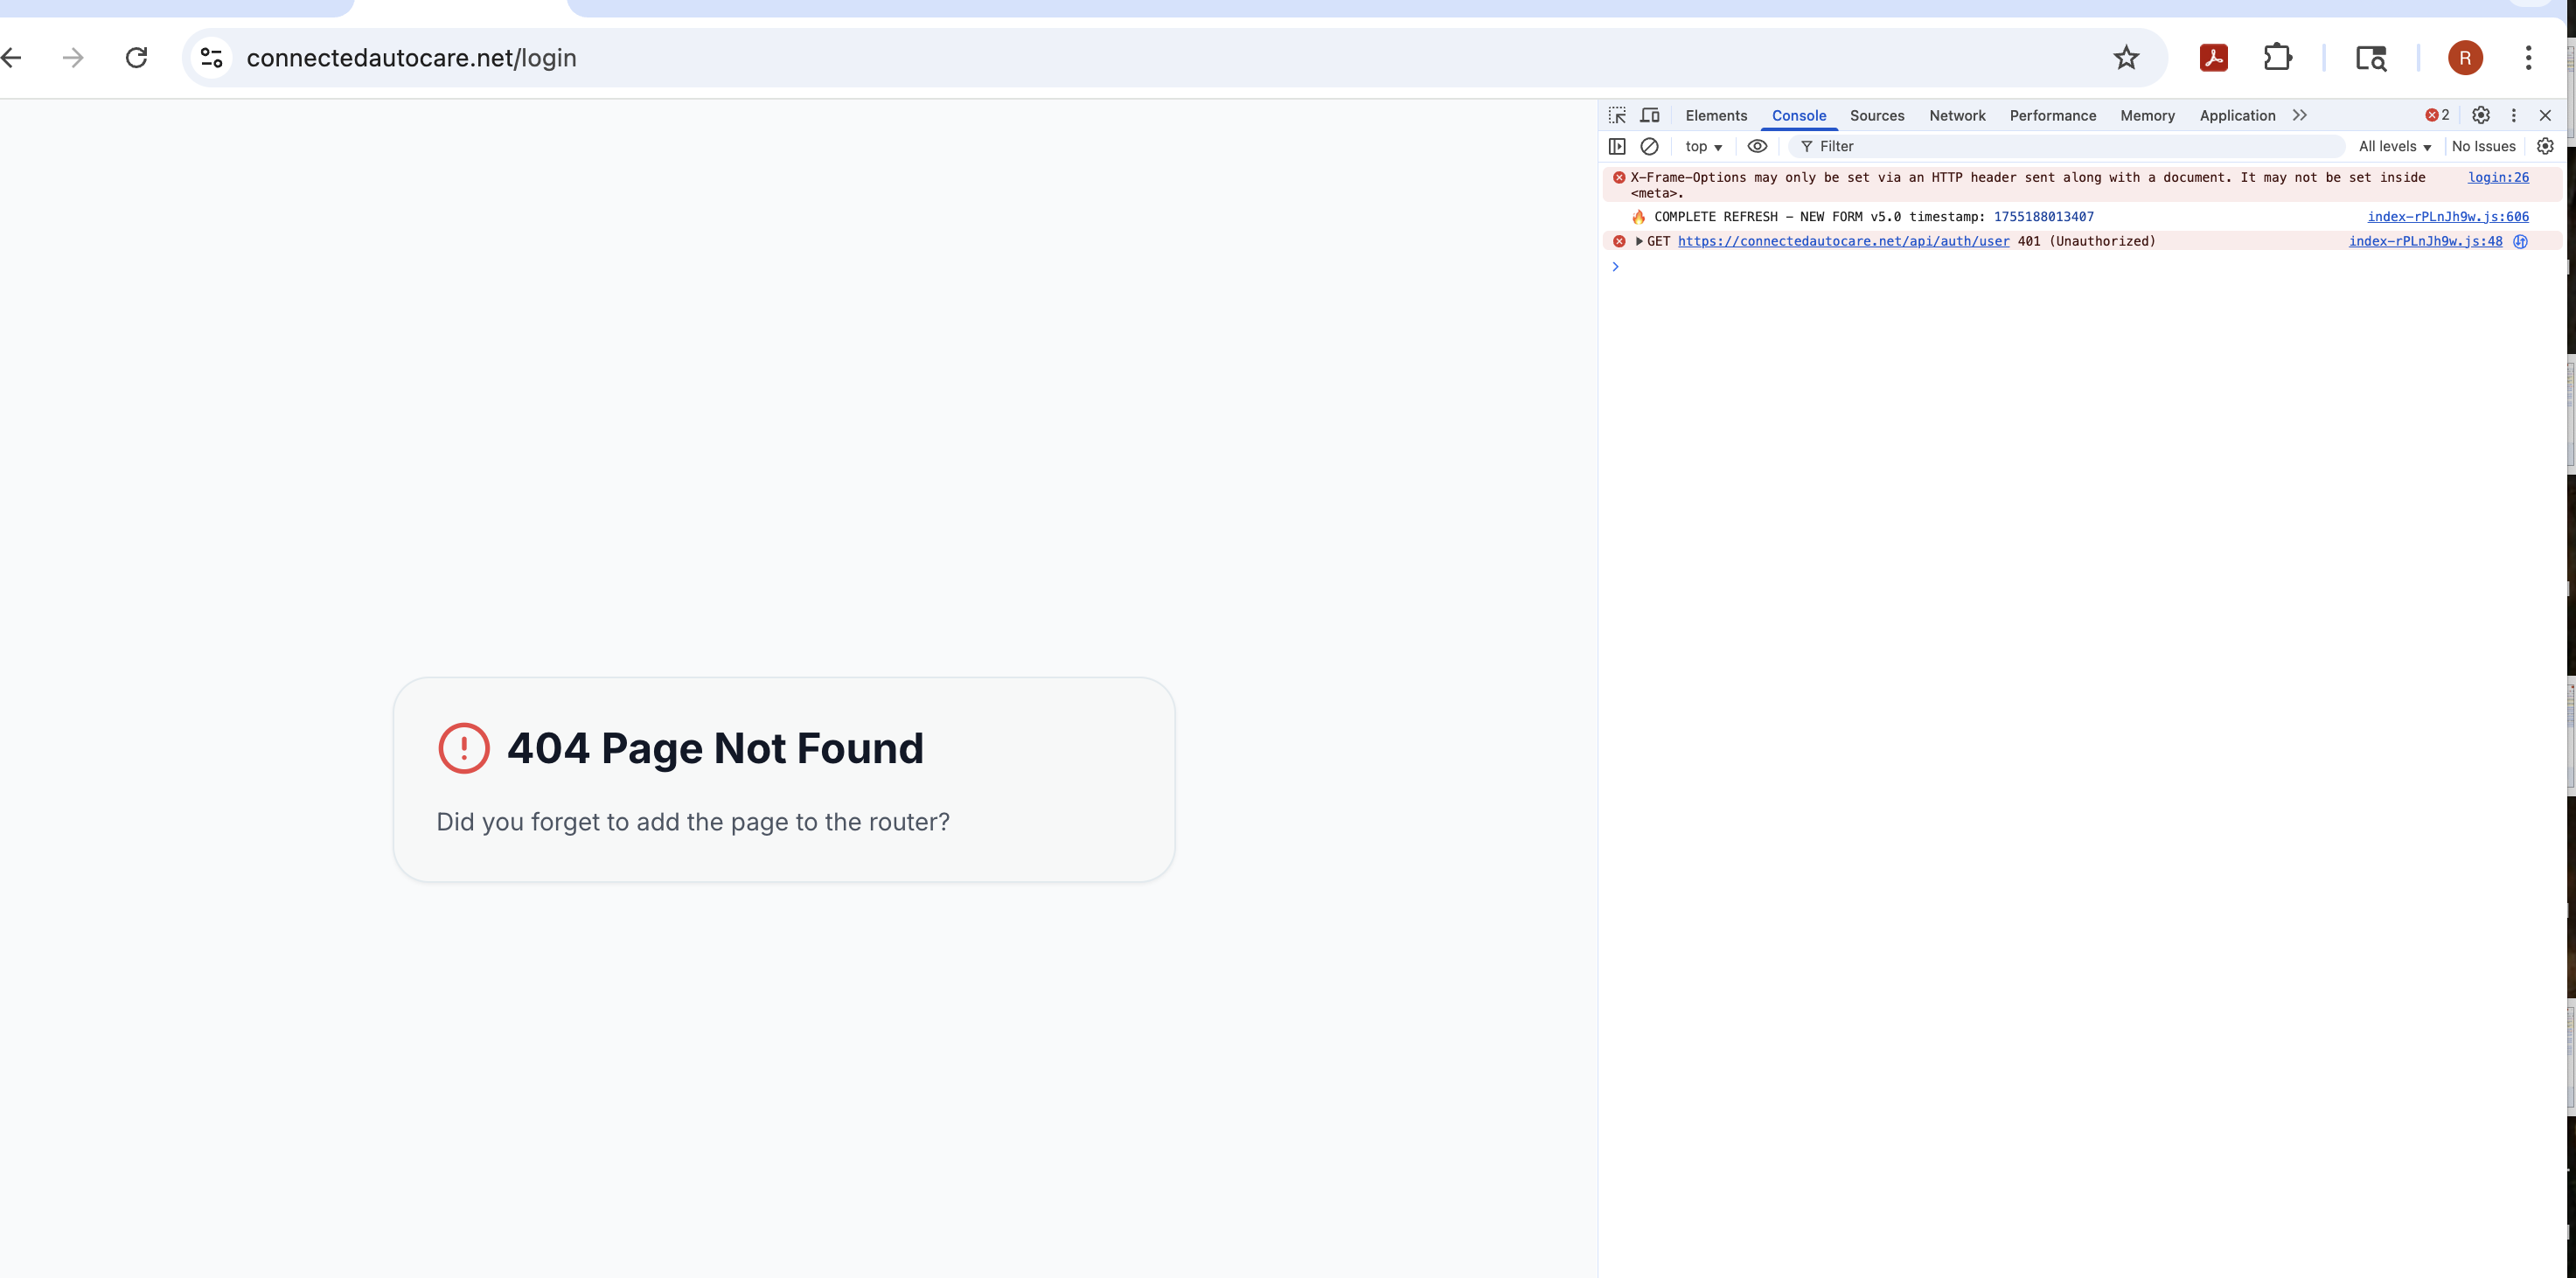 connectedautocare.net/login
R
Elements Console Sources Network Performance Memory Application 2
top Filter All levels No Issues
X-Frame-Options may only be set via an HTTP header sent along with a document. It may not be set inside login:26
<meta>.
🔥 COMPLETE REFRESH - NEW FORM v5.0 timestamp: 1755188013407 index-rPLnJh9w.js:606
GET https://connectedautocare.net/api/auth/user 401 (Unauthorized) index-rPLnJh9w.js:48
404 Page Not Found
Did you forget to add the page to the router?